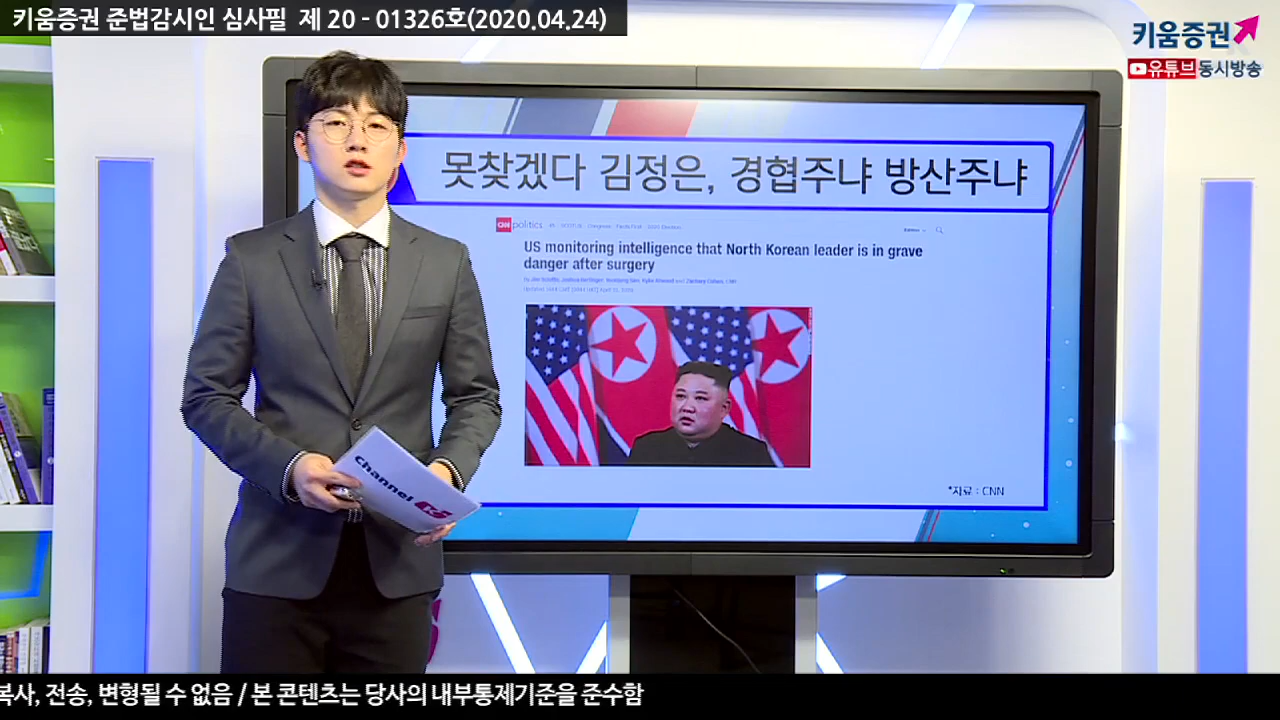 키움증권 준법감시인 심사필 제 20 - 01326호(2020.04.24)
키움증권
유튜브동시방송
못찾겠다 김정은, 경협주냐 방산주냐
CNN politics
US monitoring intelligence that North Korean leader is in grave
danger after surgery
*자료 : CNN
Channel K
복사, 전송, 변형될 수 없음 / 본 콘텐츠는 당사의 내부통제기준을 준수함